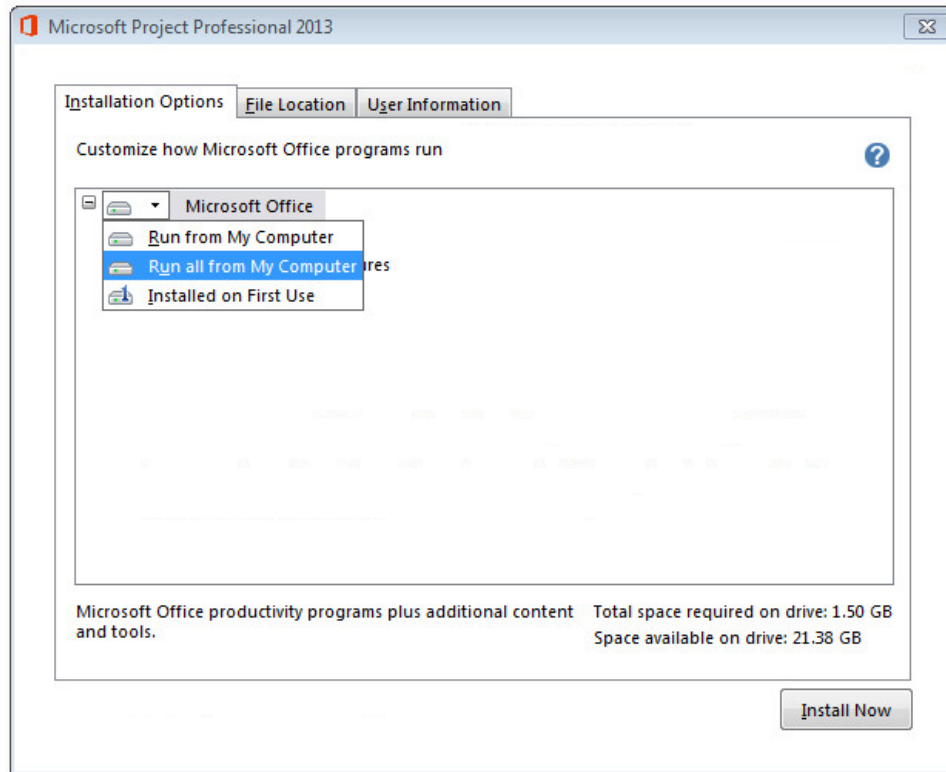 Microsoft Project Professional 2013
Installation Options File Location User Information
Customize how Microsoft Office programs run
Microsoft Office
Run from My Computer
Run all from My Computer ures
Installed on First Use
Microsoft Office productivity programs plus additional content
and tools.
Total space required on drive: 1.50 GB
Space available on drive: 21.38 GB
Install Now